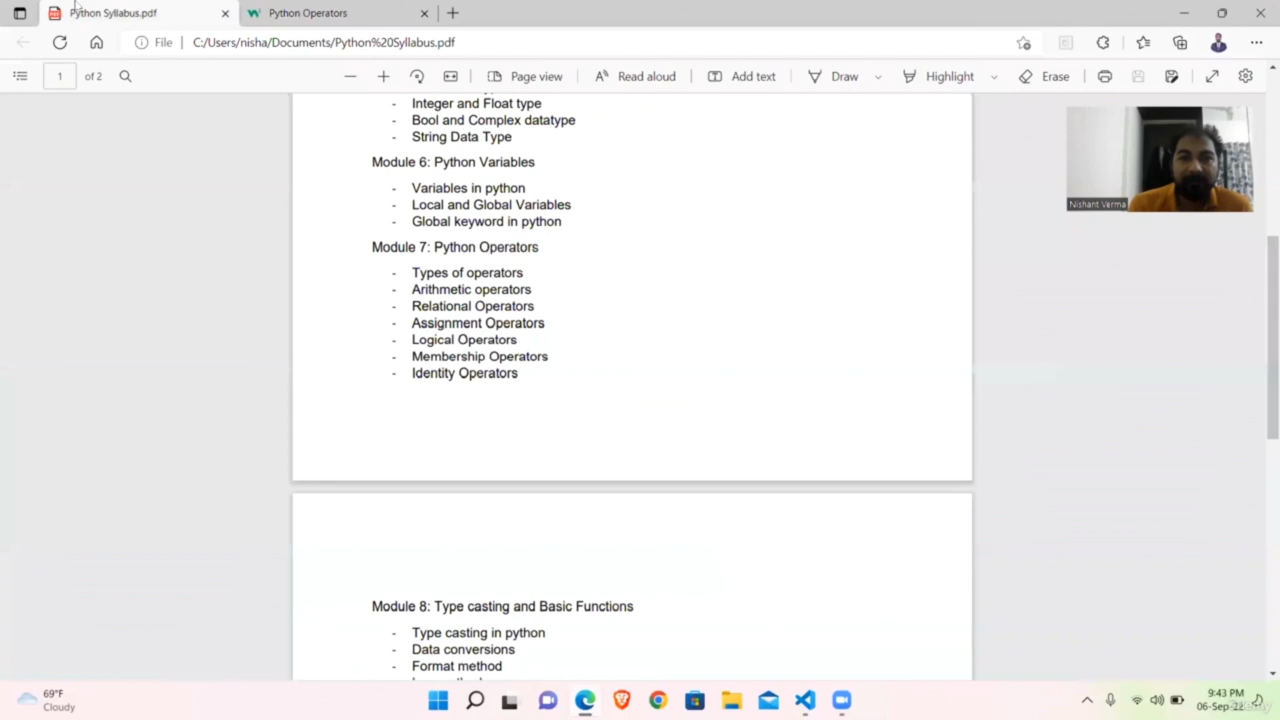 Python Syllabus.pdf
Python Operators
File
C:/Users/nisha/Documents/Python%20Syllabus.pdf
1 of 2
Page view
Read aloud
Add text
Draw
Highlight
Erase
- Integer and Float type
- Bool and Complex datatype
- String Data Type
Module 6: Python Variables
- Variables in python
- Local and Global Variables
- Global keyword in python
Module 7: Python Operators
- Types of operators
- Arithmetic operators
- Relational Operators
- Assignment Operators
- Logical Operators
- Membership Operators
- Identity Operators
Nishant Verma
Module 8: Type casting and Basic Functions
- Type casting in python
- Data conversions
- Format method
69°F
Cloudy
9:43 PM
06-Sep-22